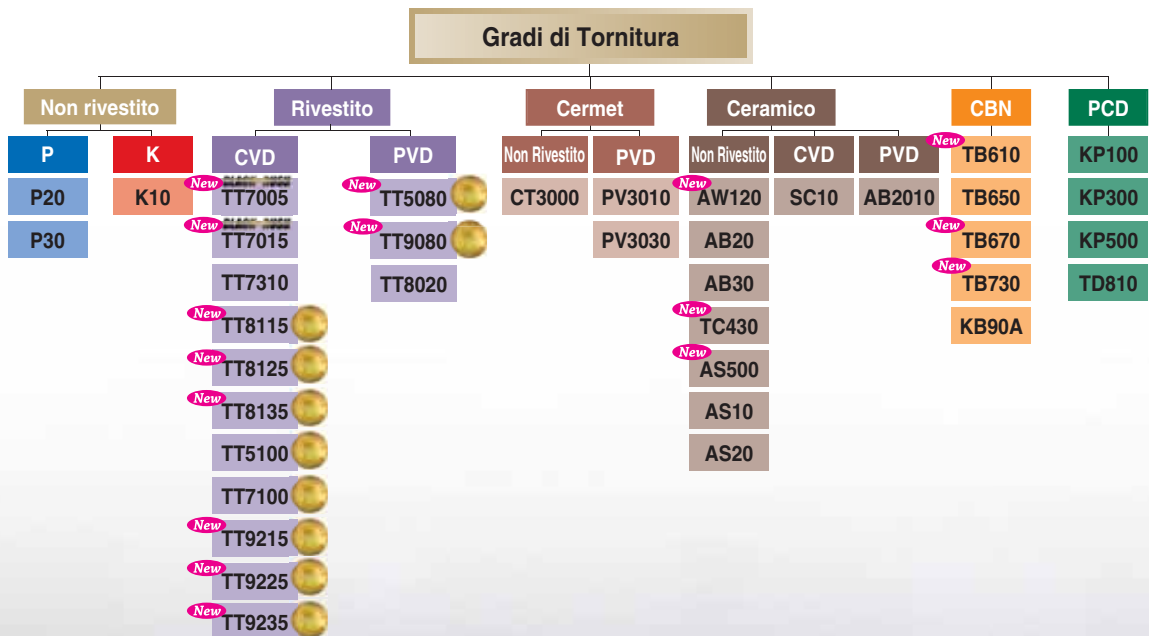 Gradi di Tornitura
Non rivestito
Rivestito
Cermet
Ceramico
CBN
PCD
P
K
CVD
PVD
Non Rivestito
PVD
Non Rivestito
CVD
PVD
P20
P30
K10
New
TT7005
New
TT7015
TT7310
New
TT8115
New
TT8125
New
TT8135
TT5100
TT7100
New
TT9215
New
TT9225
New
TT9235
New
TT5080
New
TT9080
TT8020
CT3000
PV3010
PV3030
New
AW120
AB20
AB30
New
TC430
New
AS500
AS10
AS20
SC10
AB2010
New
TB610
TB650
New
TB670
New
TB730
KB90A
KP100
KP300
KP500
TD810